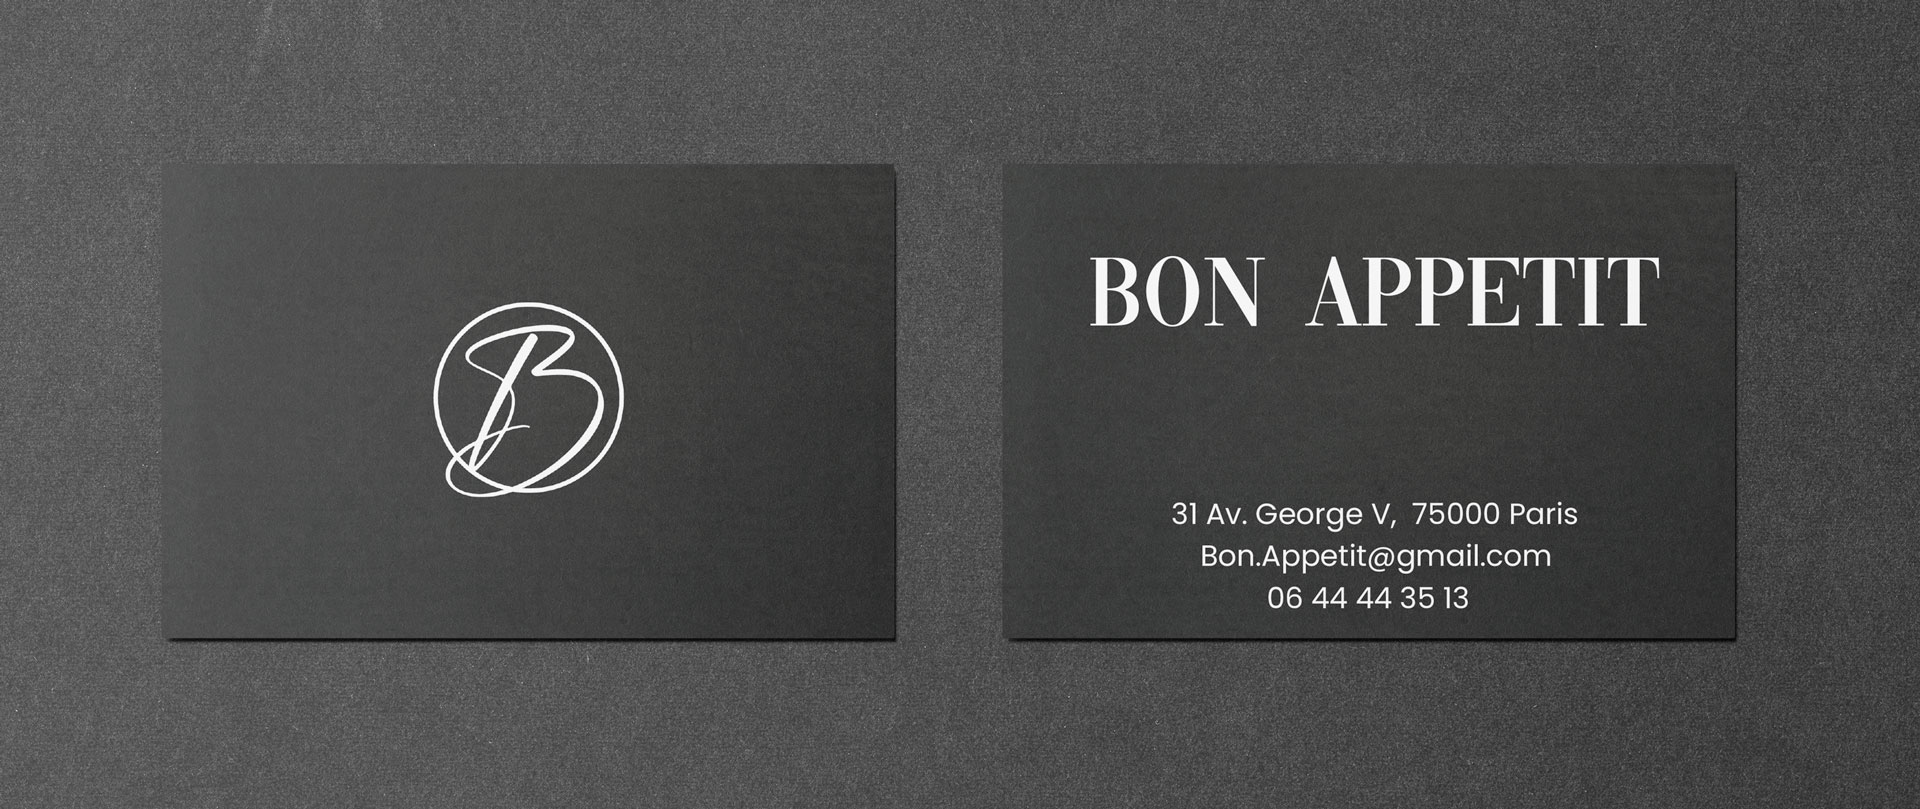 B
BON APPETIT
31 Av. George V, 75000 Paris
Bon.Appetit@gmail.com
06 44 44 35 13